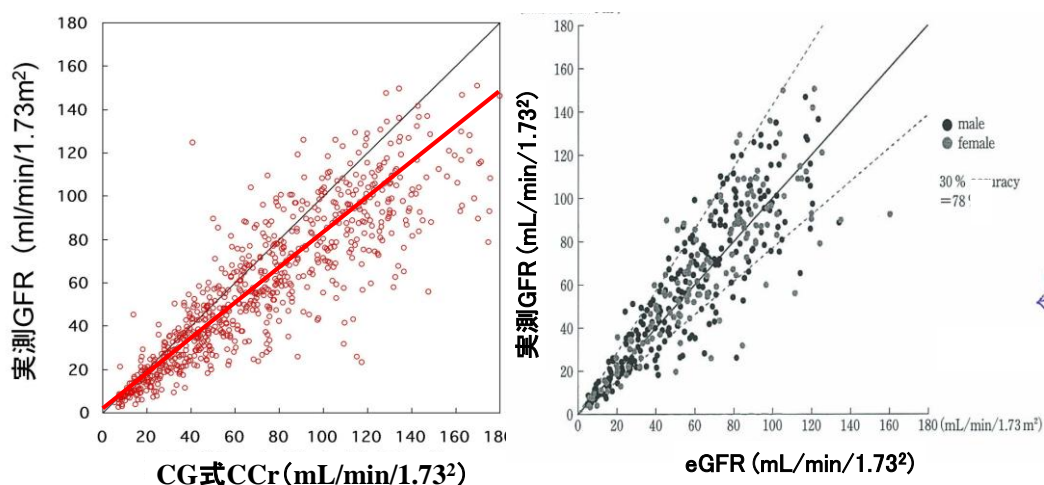 180
160
140
120
100
80
60
40
20
0
実測GFR (ml/min/1.73m²)
0 20 40 60 80 100 120 140 160 180
CG式CCr(mL/min/1.73²)
180
160
140
120
100
80
60
40
20
0
実測GFR (mL/min/1.73²)
0 20 40 60 80 100 120 140 160 180 (mL/min/1.73 m²)
eGFR (mL/min/1.73²)
male
female
30 %
=78